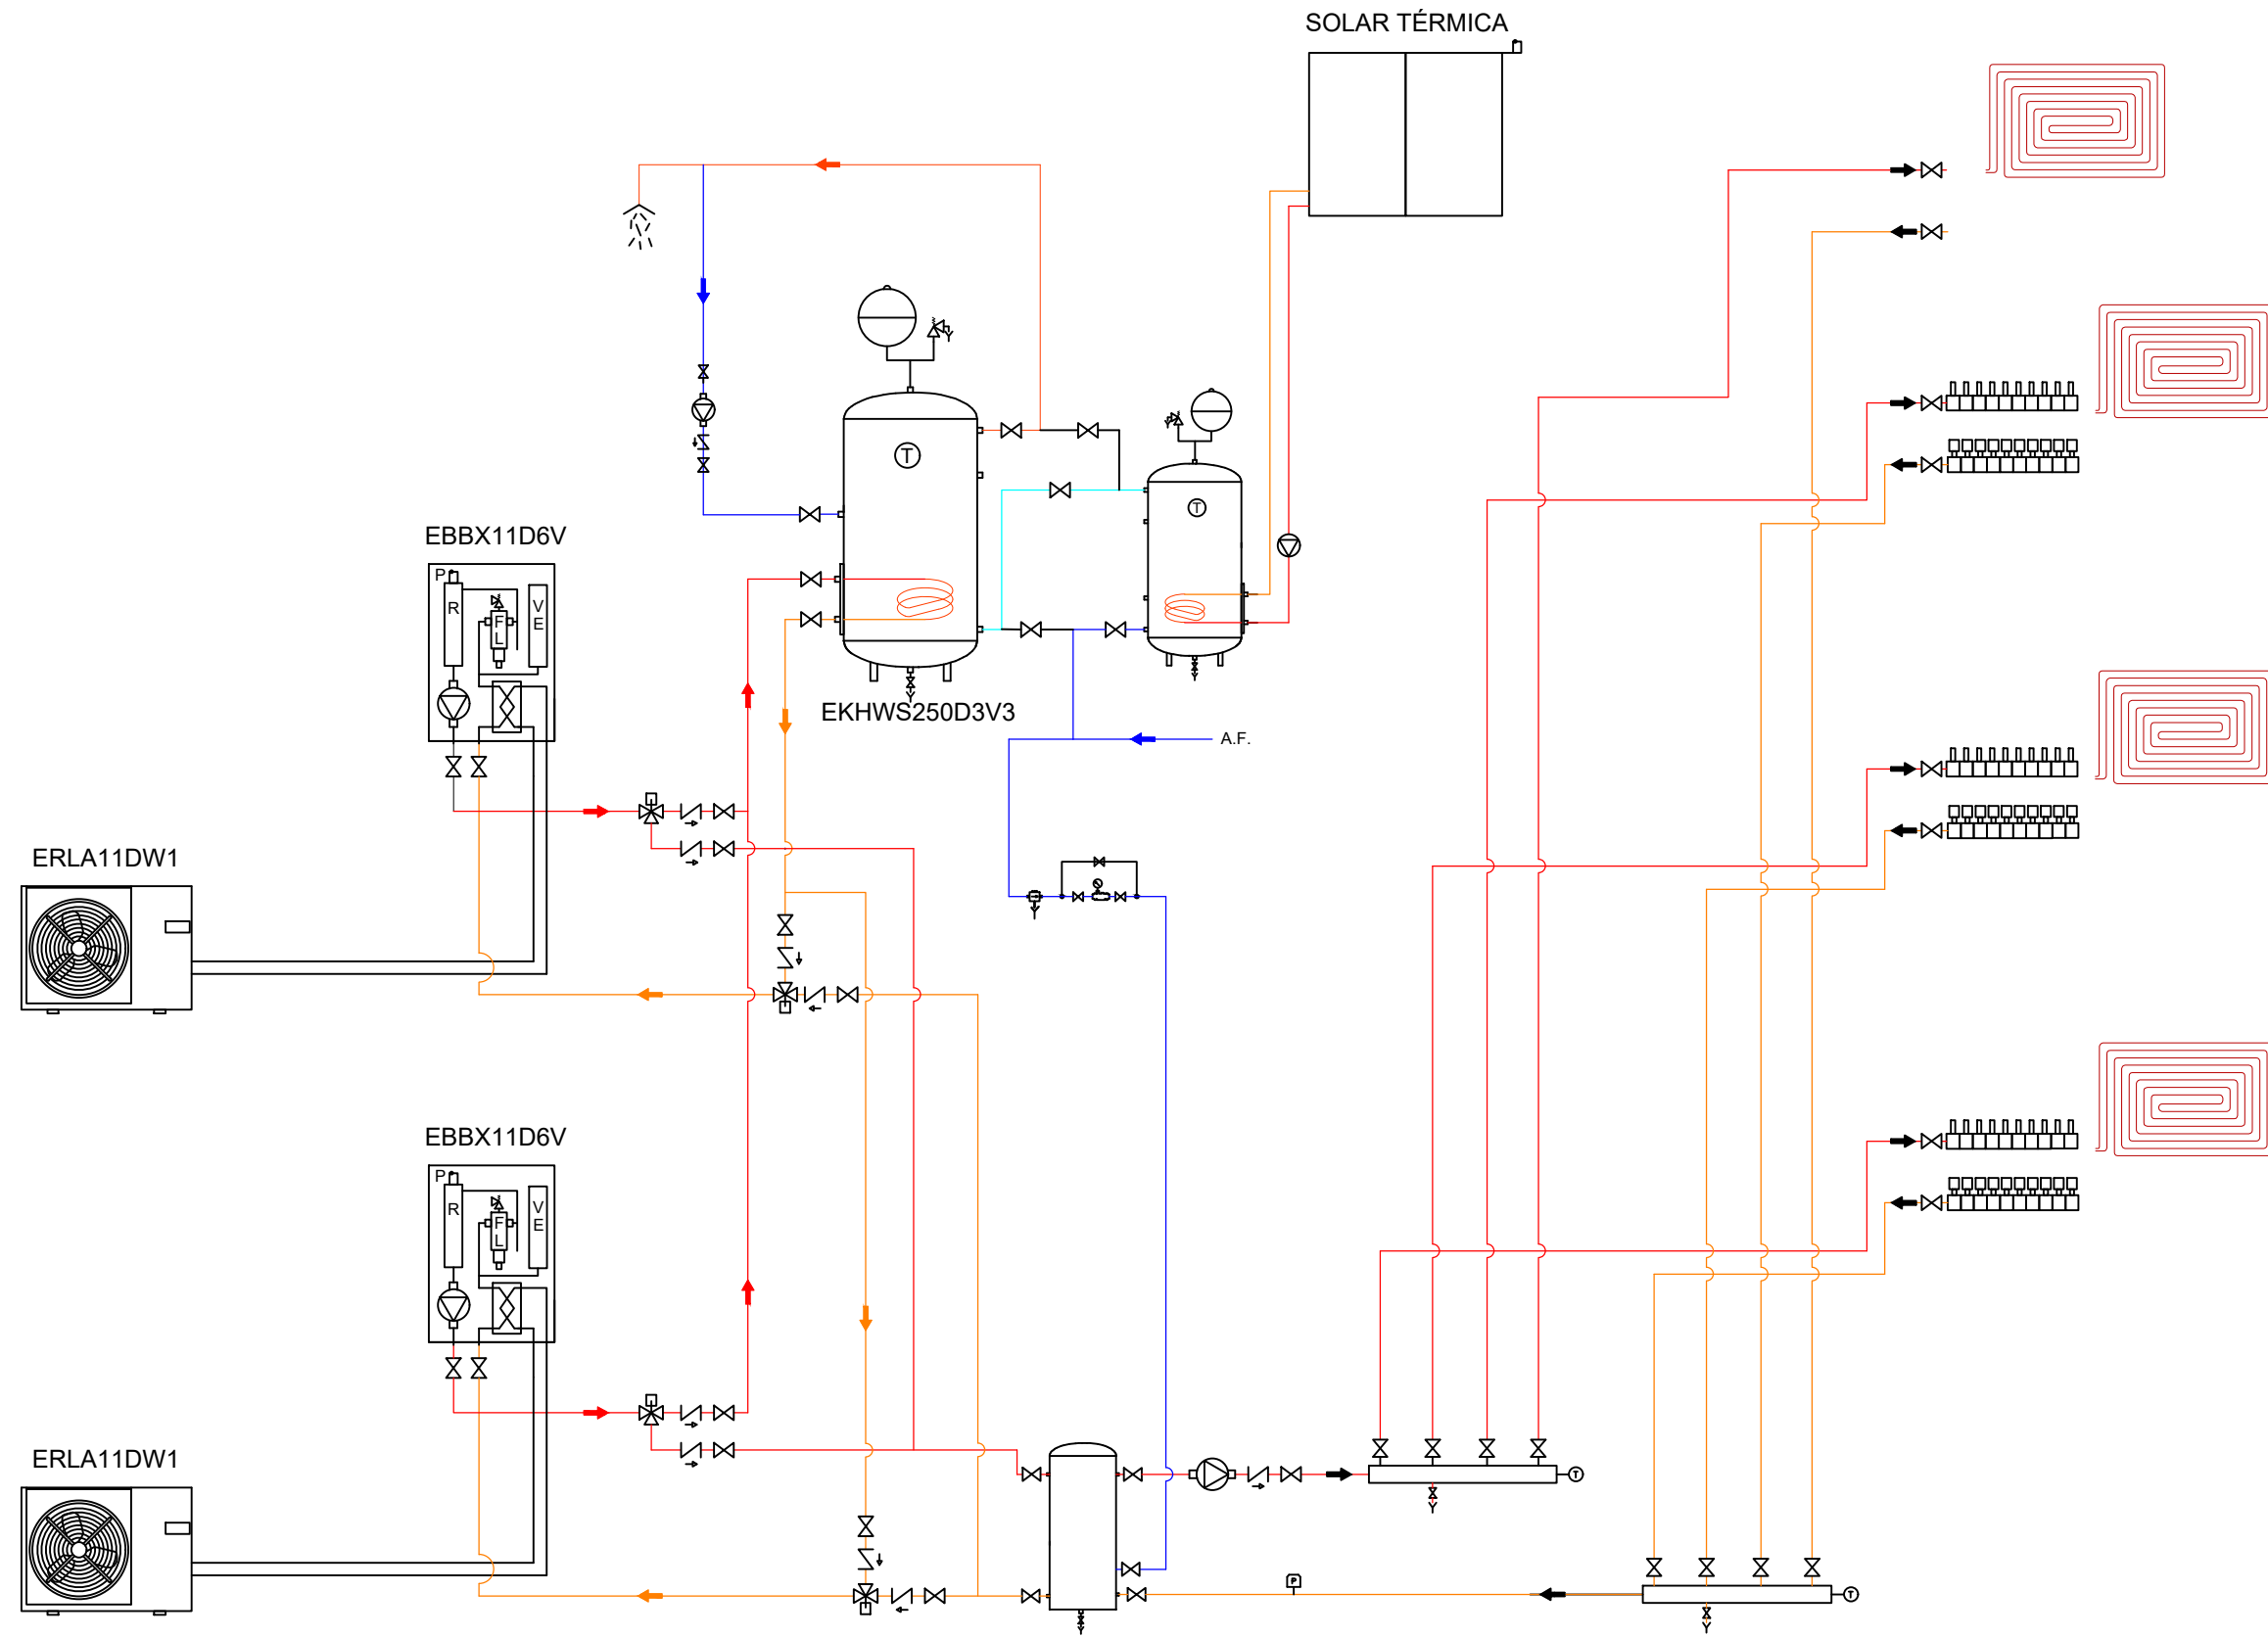 SOLAR TÉRMICA
T
T
EBBX11D6V
P
R
F
L
V
E
EKHWS250D3V3
A.F.
ERLA11DW1
EBBX11D6V
P
R
F
L
V
E
ERLA11DW1
T
P
T